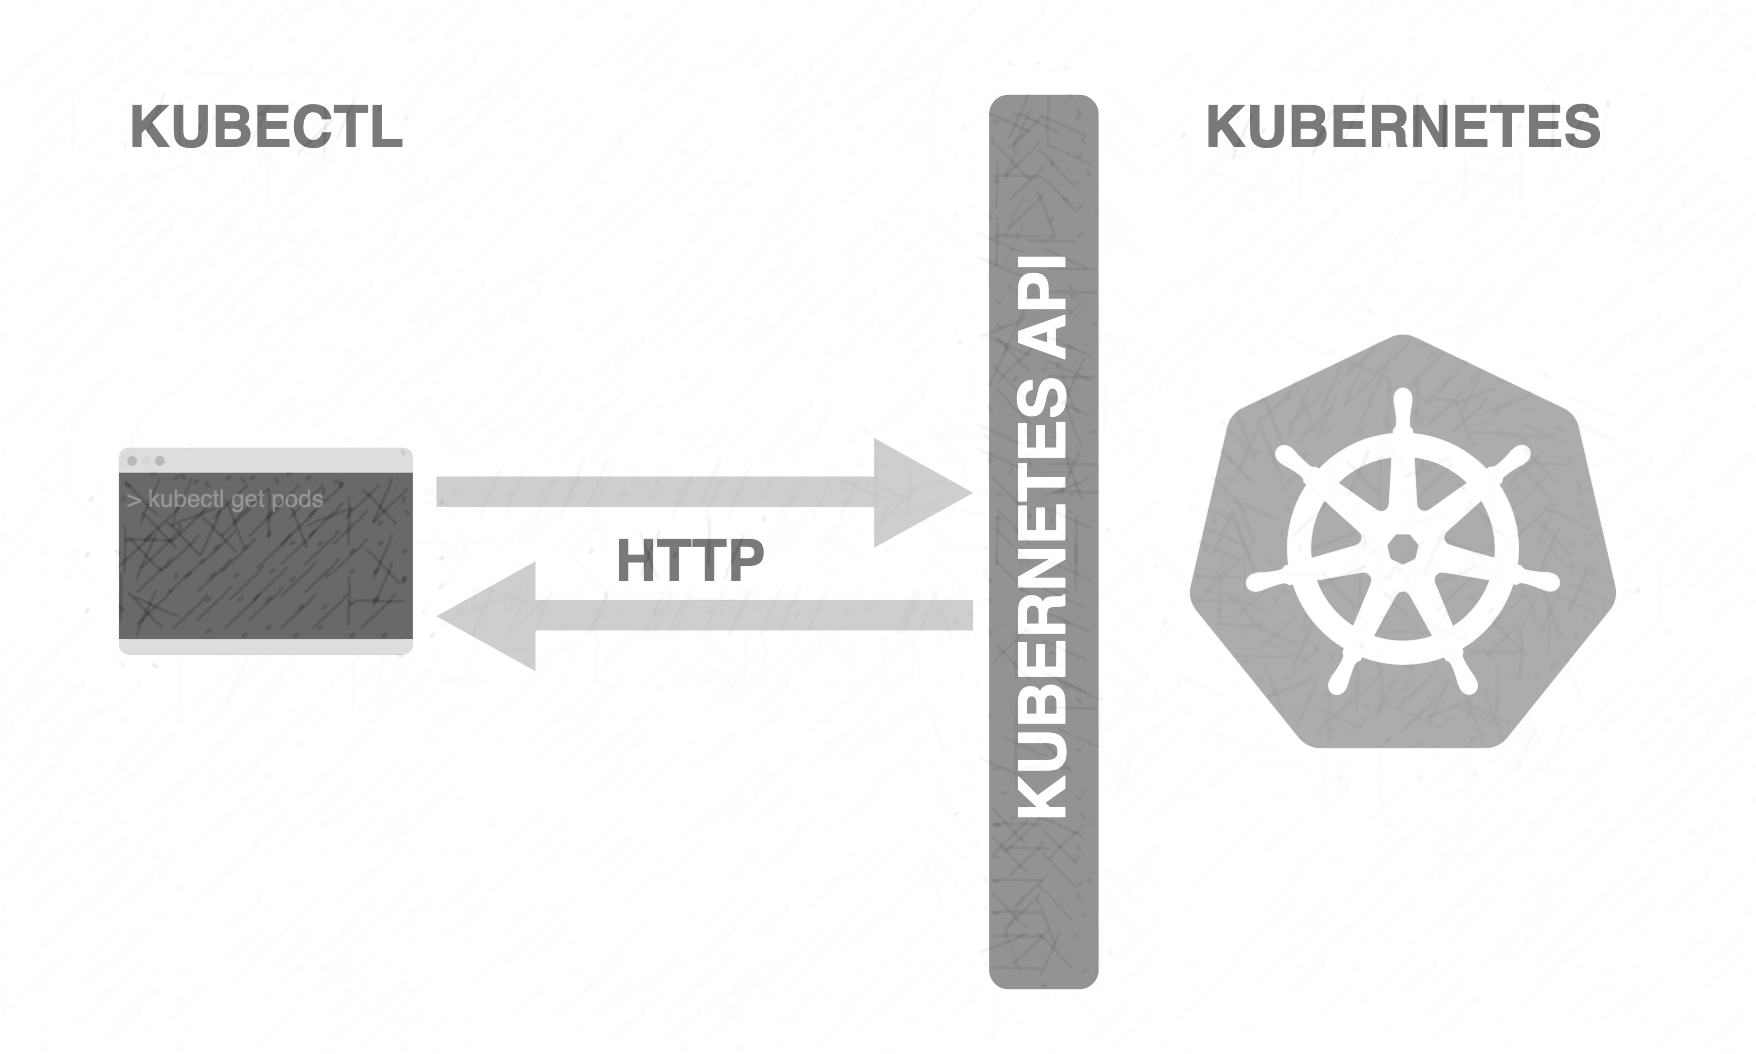 KUBECTL
KUBERNETES
> kubectl get pods
HTTP
KUBERNETES API